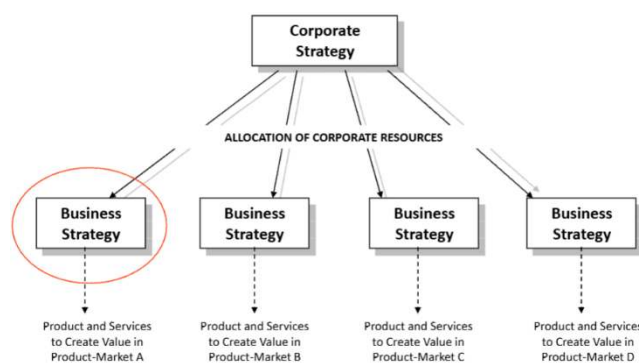 Corporate
Strategy
ALLOCATION OF CORPORATE RESOURCES
Business
Strategy
Business
Strategy
Business
Strategy
Business
Strategy
Product and Services
to Create Value in
Product-Market A
Product and Services
to Create Value in
Product-Market B
Product and Services
to Create Value in
Product-Market C
Product and Services
to Create Value in
Product-Market D